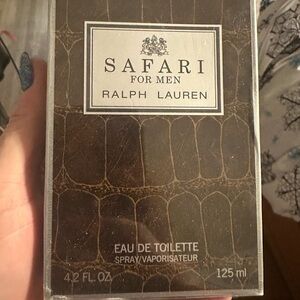 SAFARI
FOR MEN
RALPH LAUREN
EAU DE TOILETTE
SPRAY/VAPORISATEUR
4.2 FL. OZ.
125 ml